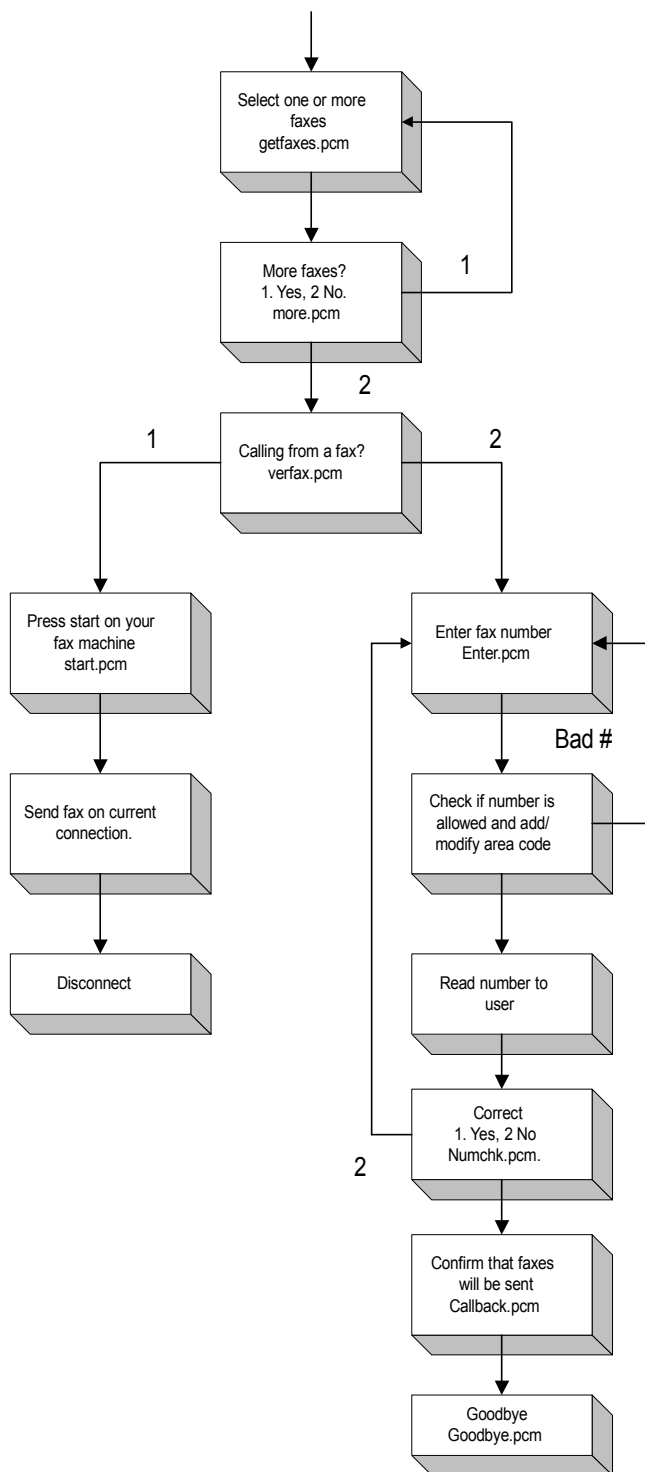 Select one or more
faxes
getfaxes.pcm
More faxes?
1. Yes, 2 No.
more.pcm
1
2
Calling from a fax?
verfax.pcm
1
2
Press start on your
fax machine
start.pcm
Enter fax number
Enter.pcm
Bad #
Send fax on current
connection.
Check if number is
allowed and add/
modify area code
Disconnect
Read number to
user
Correct
1. Yes, 2 No
Numchk.pcm.
2
Confirm that faxes
will be sent
Callback.pcm
Goodbye
Goodbye.pcm